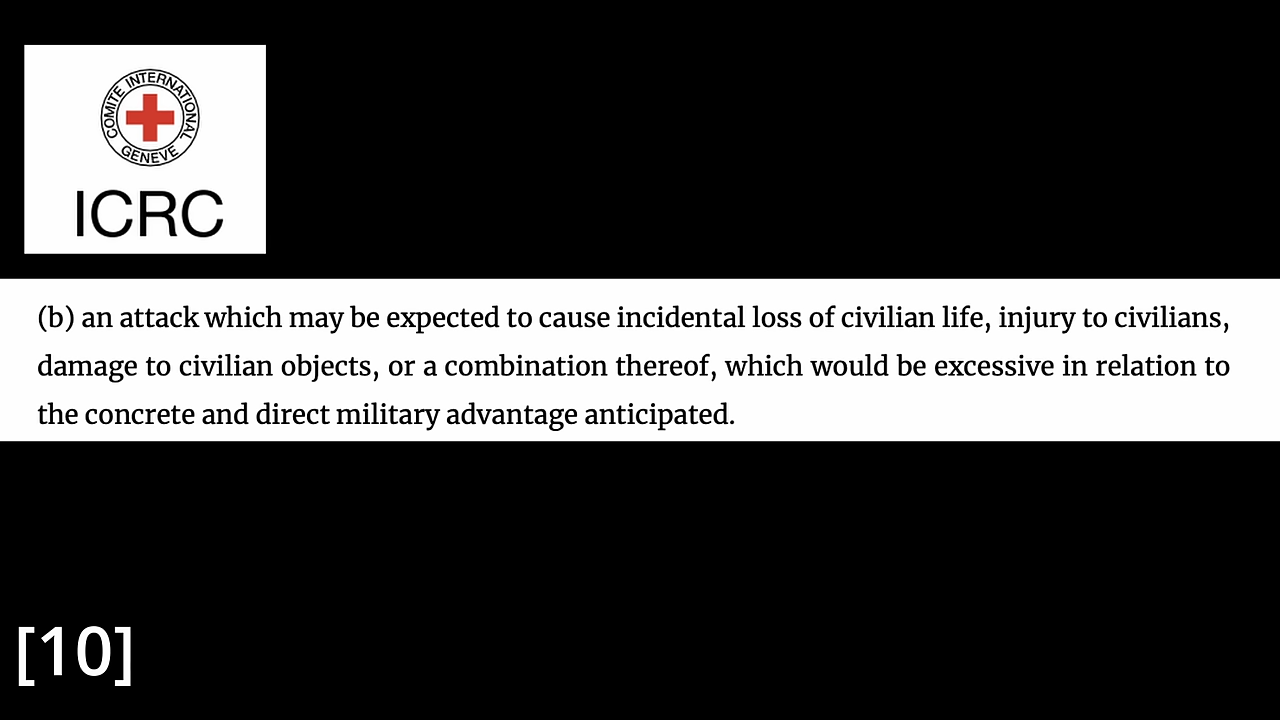 COMITE INTERNATIONAL
GENEVE
ICRC
(b) an attack which may be expected to cause incidental loss of civilian life, injury to civilians,
damage to civilian objects, or a combination thereof, which would be excessive in relation to
the concrete and direct military advantage anticipated.
[10]